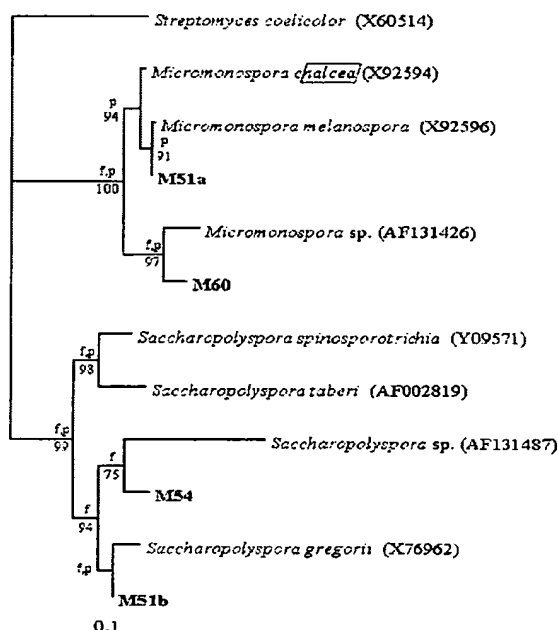 Streptomyces coelicolor (X60514)
Micromonospora chalcea (X92594)
p
94
Micromonospora melanospora (X92596)
p
91
f,p
100
M51a
Micromonospora sp. (AF131426)
f,p
97
M60
Saccharopolyspora spinosporotrichia (Y09571)
f,p
98
Saccharopolyspora taberi (AF002819)
f,p
99
Saccharopolyspora sp. (AF131487)
f
75
M54
f
94
Saccharopolyspora gregorii (X76962)
f,p
M51b
0.1